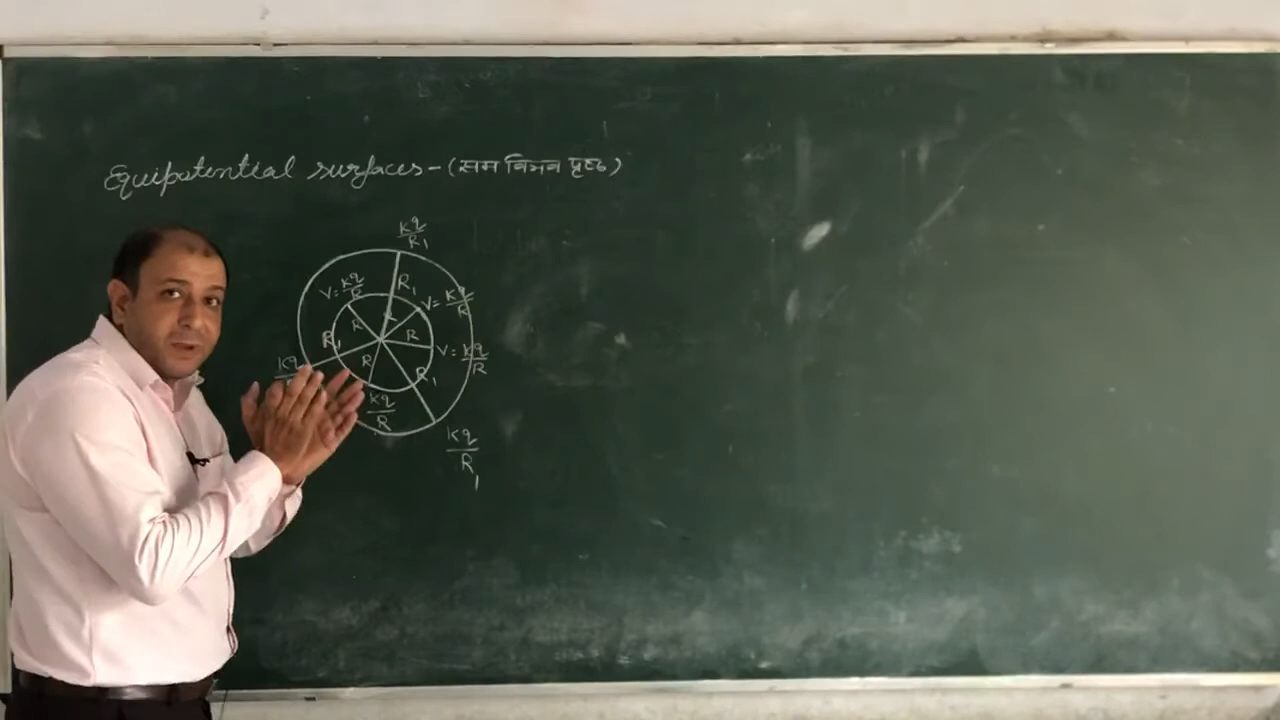 Equipotential surfaces - (सम विभव पृष्ठ)
Kq/R₁
V = Kq/R
R₁
V = Kq/R
R
R
R
V = Kq/R
R₁
R
R₁
Kq
Kq/R
Kq/R₁